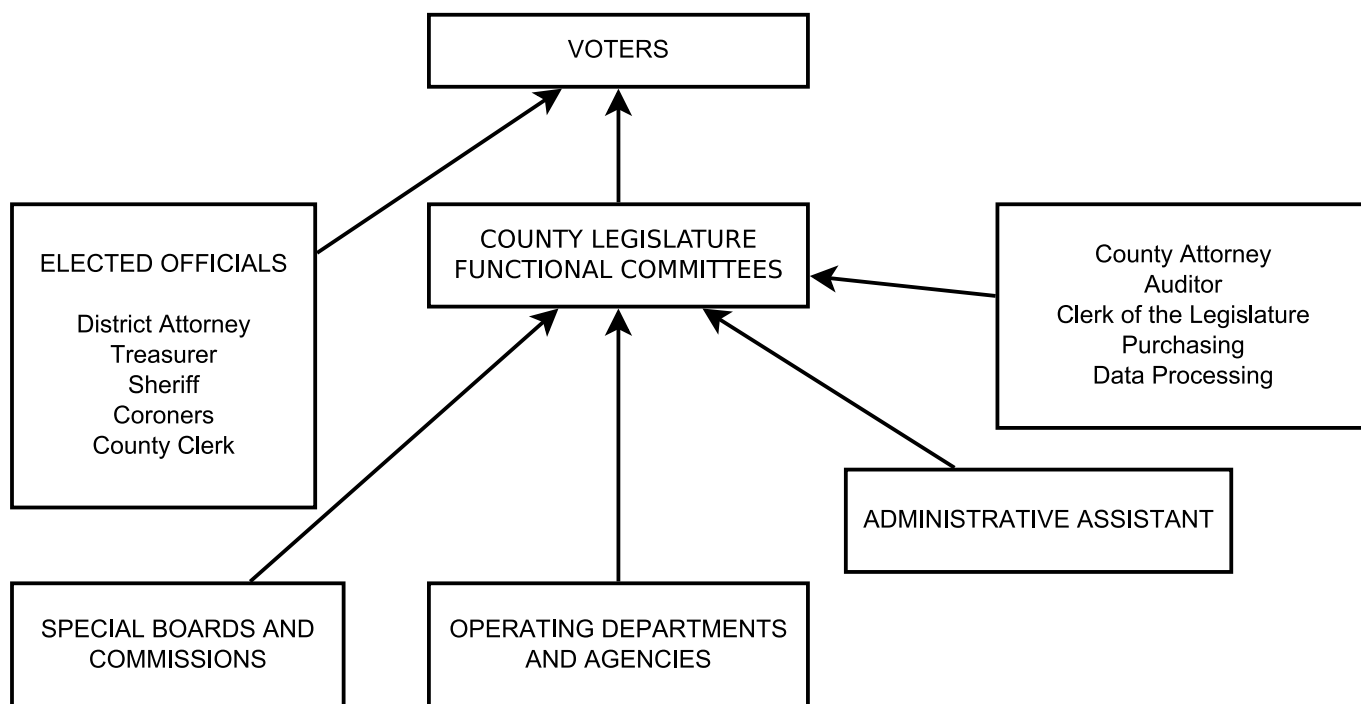 VOTERS
ELECTED OFFICIALS
District Attorney
Treasurer
Sheriff
Coroners
County Clerk
COUNTY LEGISLATURE
FUNCTIONAL COMMITTEES
County Attorney
Auditor
Clerk of the Legislature
Purchasing
Data Processing
ADMINISTRATIVE ASSISTANT
SPECIAL BOARDS AND
COMMISSIONS
OPERATING DEPARTMENTS
AND AGENCIES